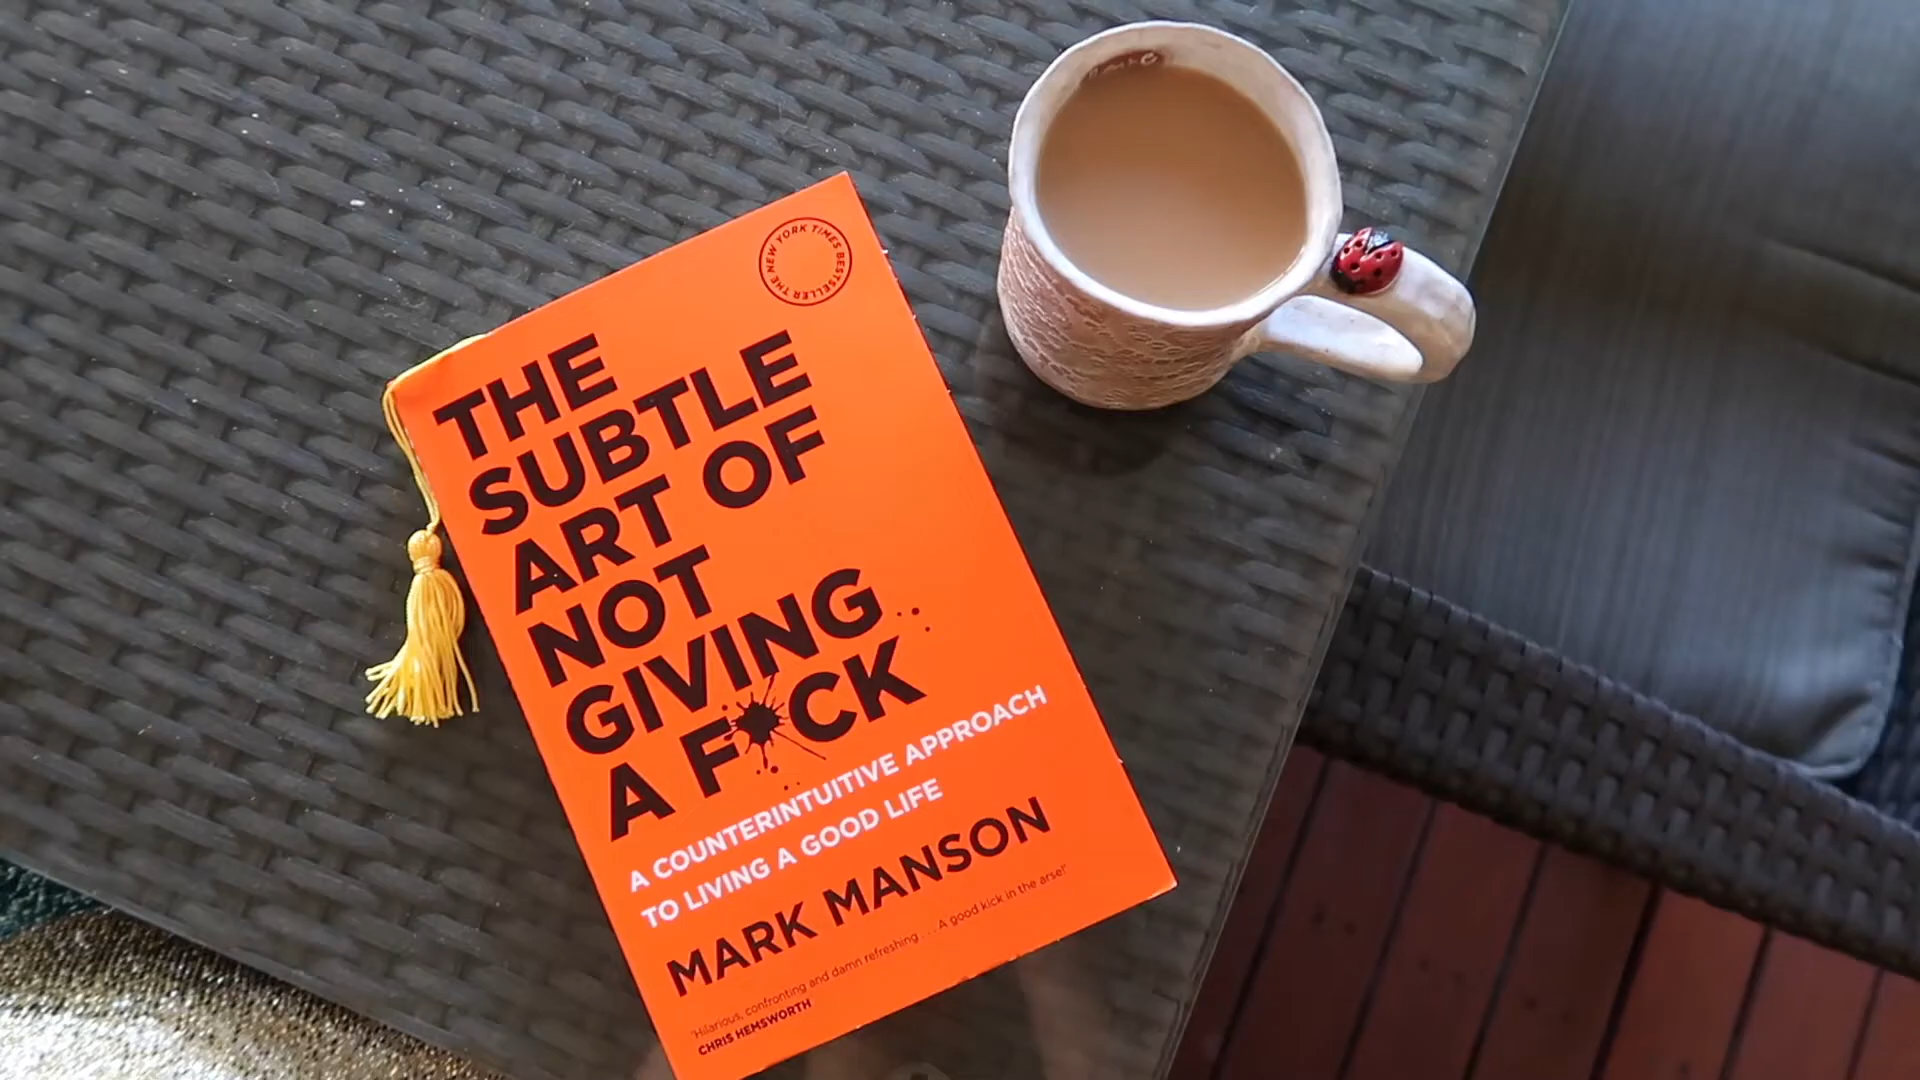 THE NEW YORK TIMES BESTSELLER
THE
SUBTLE
ART OF
NOT
GIVING
A F*CK
A COUNTERINTUITIVE APPROACH
TO LIVING A GOOD LIFE
MARK MANSON
'Hilarious, confronting and damn refreshing . . . A good kick in the arse!'
CHRIS HEMSWORTH